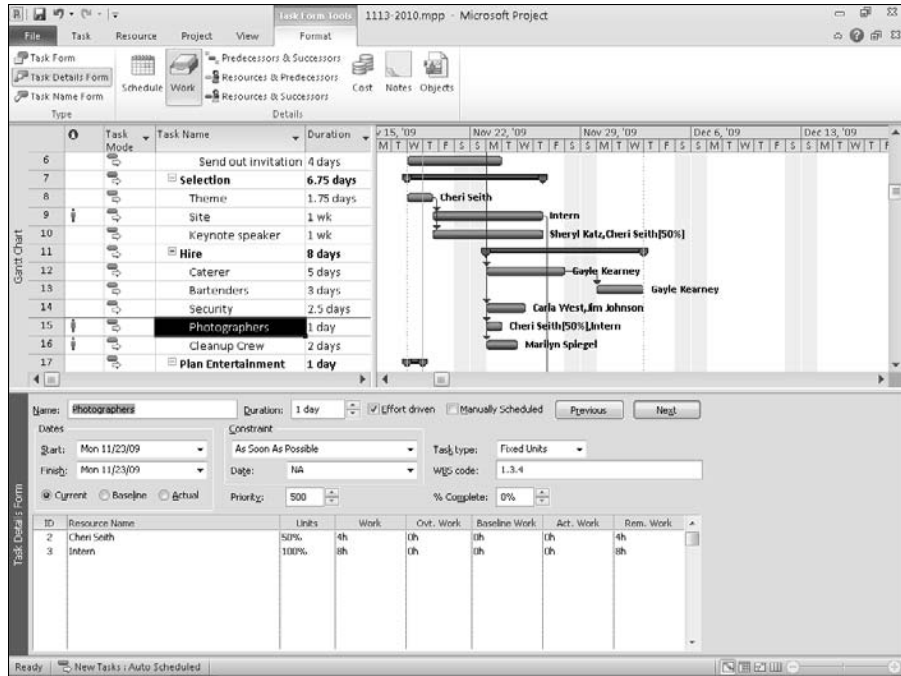 Task Form Tools 1113-2010.mpp - Microsoft Project
File Task Resource Project View Format
Task Form
Task Details Form
Task Name Form
Type
Schedule Work
Predecessors & Successors
Resources & Predecessors
Resources & Successors
Cost Notes Objects
Details
Task Mode Task Name Duration
v 15, '09 Nov 22, '09 Nov 29, '09 Dec 6, '09 Dec 13, '09
M T W T F S S M T W T F S S M T W T F S S M T W T F S S M T W T F
6 Send out invitation 4 days
7 Selection 6.75 days
8 Theme 1.75 days Cheri Seith
9 Site 1 wk Intern
10 Keynote speaker 1 wk Sheryl Katz,Cheri Seith[50%]
11 Hire 8 days
12 Caterer 5 days Gayle Kearney
13 Bartenders 3 days Gayle Kearney
14 Security 2.5 days Carla West,Jim Johnson
15 Photographers 1 day Cheri Seith[50%],Intern
16 Cleanup Crew 2 days Marilyn Spiegel
17 Plan Entertainment 1 day
Gantt Chart
Name: Photographers Duration: 1 day Effort driven Manually Scheduled Previous Next
Dates Constraint
Start: Mon 11/23/09 As Soon As Possible Task type: Fixed Units
Finish: Mon 11/23/09 Date: NA WBS code: 1.3.4
Current Baseline Actual Priority: 500 % Complete: 0%
ID Resource Name Units Work Ovt. Work Baseline Work Act. Work Rem. Work
2 Cheri Seith 50% 4h 0h 0h 0h 4h
3 Intern 100% 8h 0h 0h 0h 8h
Task Details Form
Ready New Tasks : Auto Scheduled